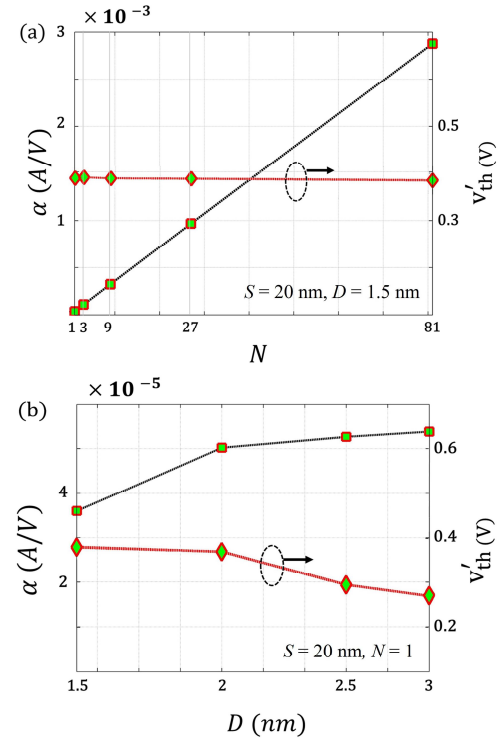 (a)
× 10⁻³
3
2
1
α (A/V)
0.5
0.3
v′th (V)
S = 20 nm, D = 1.5 nm
1 3 9 27 81
N
(b)
× 10⁻⁵
4
2
α (A/V)
0.6
0.4
0.2
v′th (V)
S = 20 nm, N = 1
1.5 2 2.5 3
D (nm)